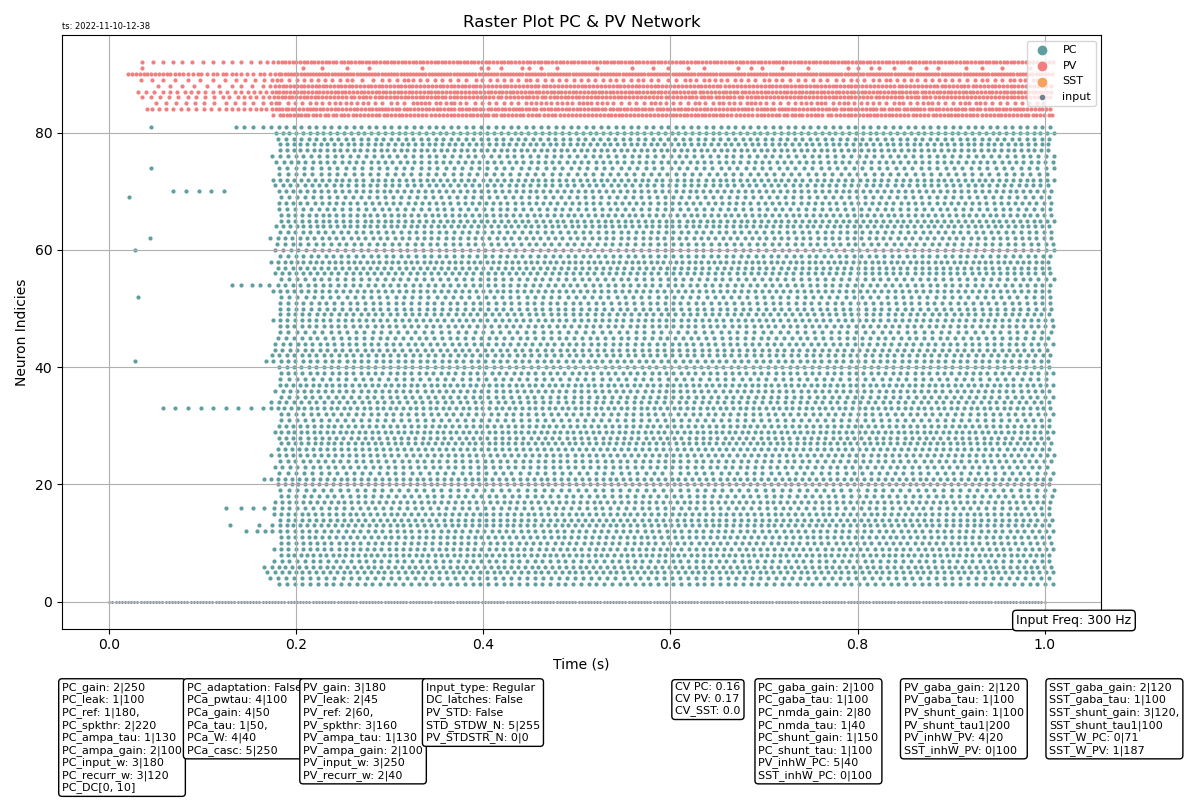 ts: 2022-11-10-12-38
Raster Plot PC & PV Network
PC
PV
SST
input
Neuron Indicies
80
60
40
20
0
0.0
0.2
0.4
0.6
0.8
1.0
Time (s)
Input Freq: 300 Hz
PC_gain: 2|250
PC_leak: 1|100
PC_ref: 1|180,
PC_spkthr: 2|220
PC_ampa_tau: 1|130
PC_ampa_gain: 2|100
PC_input_w: 3|180
PC_recurr_w: 3|120
PC_DC[0, 10]
PC_adaptation: False
PCa_pwtau: 4|100
PCa_gain: 4|50
PCa_tau: 1|50,
PCa_W: 4|40
PCa_casc: 5|250
PV_gain: 3|180
PV_leak: 2|45
PV_ref: 2|60,
PV_spkthr: 3|160
PV_ampa_tau: 1|130
PV_ampa_gain: 2|100
PV_input_w: 3|250
PV_recurr_w: 2|40
Input_type: Regular
DC_latches: False
PV_STD: False
STD_STDW_N: 5|255
PV_STDSTR_N: 0|0
CV PC: 0.16
CV PV: 0.17
CV_SST: 0.0
PC_gaba_gain: 2|100
PC_gaba_tau: 1|100
PC_nmda_gain: 2|80
PC_nmda_tau: 1|40
PC_shunt_gain: 1|150
PC_shunt_tau: 1|100
PV_inhW_PC: 5|40
SST_inhW_PC: 0|100
PV_gaba_gain: 2|120
PV_gaba_tau: 1|100
PV_shunt_gain: 1|100
PV_shunt_tau1|200
PV_inhW_PV: 4|20
SST_inhW_PV: 0|100
SST_gaba_gain: 2|120
SST_gaba_tau: 1|100
SST_shunt_gain: 3|120,
SST_shunt_tau1|100
SST_W_PC: 0|71
SST_W_PV: 1|187